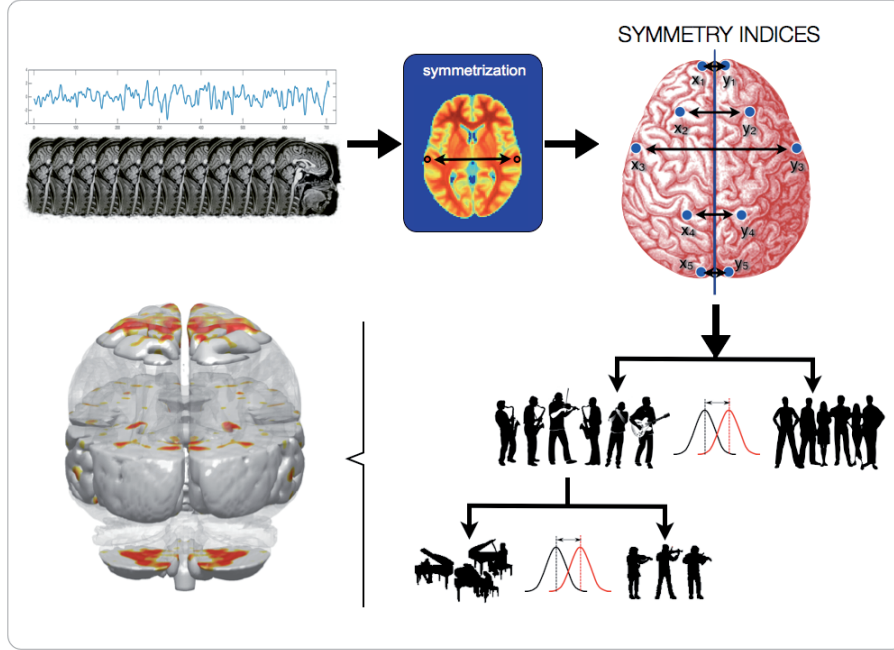 SYMMETRY INDICES
symmetrization
x₁ y₁
x₂ y₂
x₃ y₃
x₄ y₄
x₅ y₅